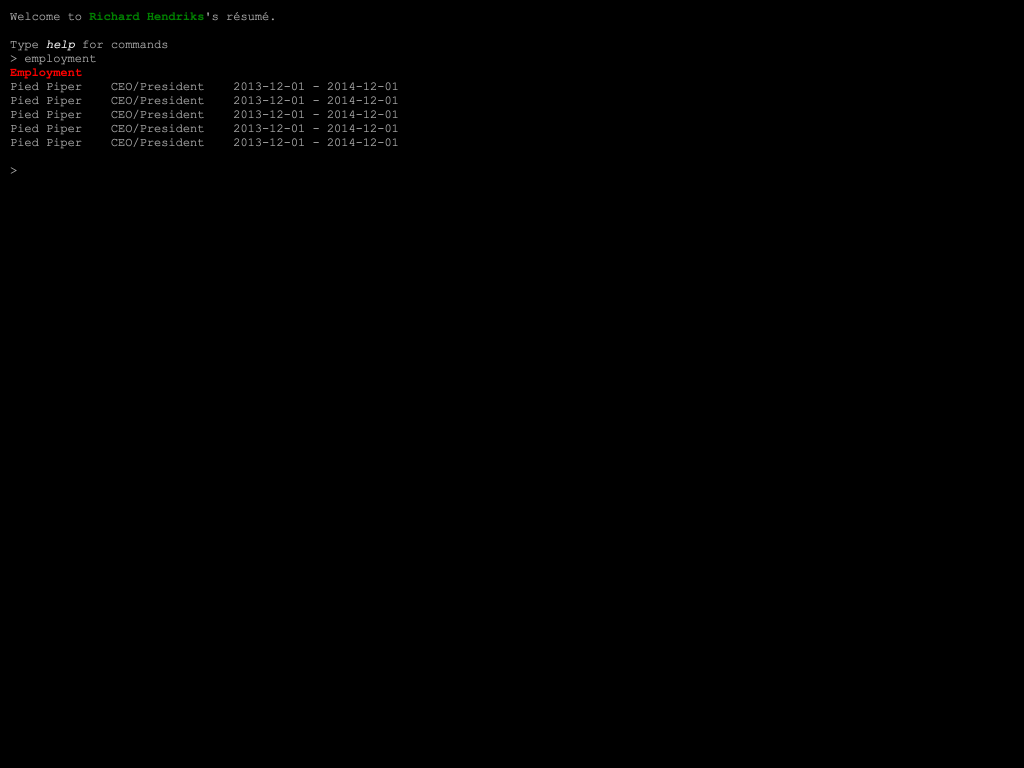 Welcome to Richard Hendriks's résumé.
Type help for commands
> employment
Employment
Pied Piper    CEO/President    2013-12-01 - 2014-12-01
Pied Piper    CEO/President    2013-12-01 - 2014-12-01
Pied Piper    CEO/President    2013-12-01 - 2014-12-01
Pied Piper    CEO/President    2013-12-01 - 2014-12-01
Pied Piper    CEO/President    2013-12-01 - 2014-12-01
>